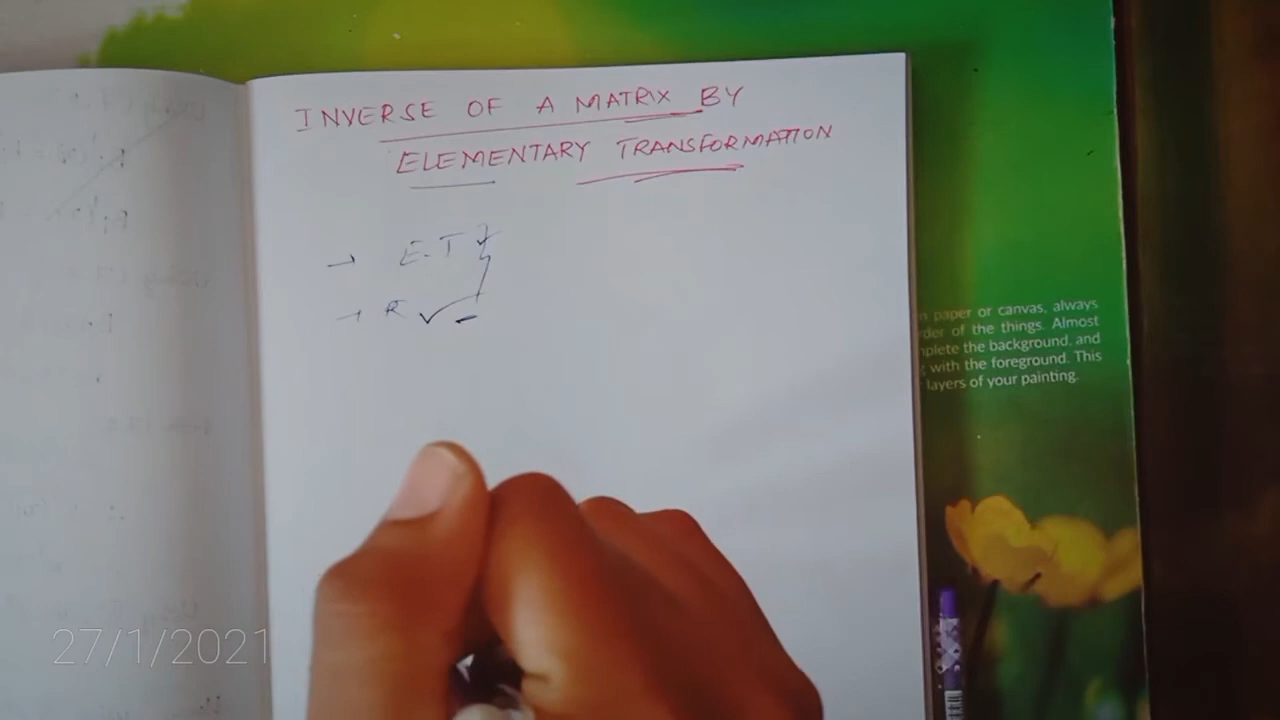 INVERSE OF A MATRIX BY
ELEMENTARY TRANSFORMATION
→ E.T
→ R ✓
n paper or canvas, always
der of the things. Almost
plete the background, and
with the foreground. This
layers of your painting.
27/1/2021